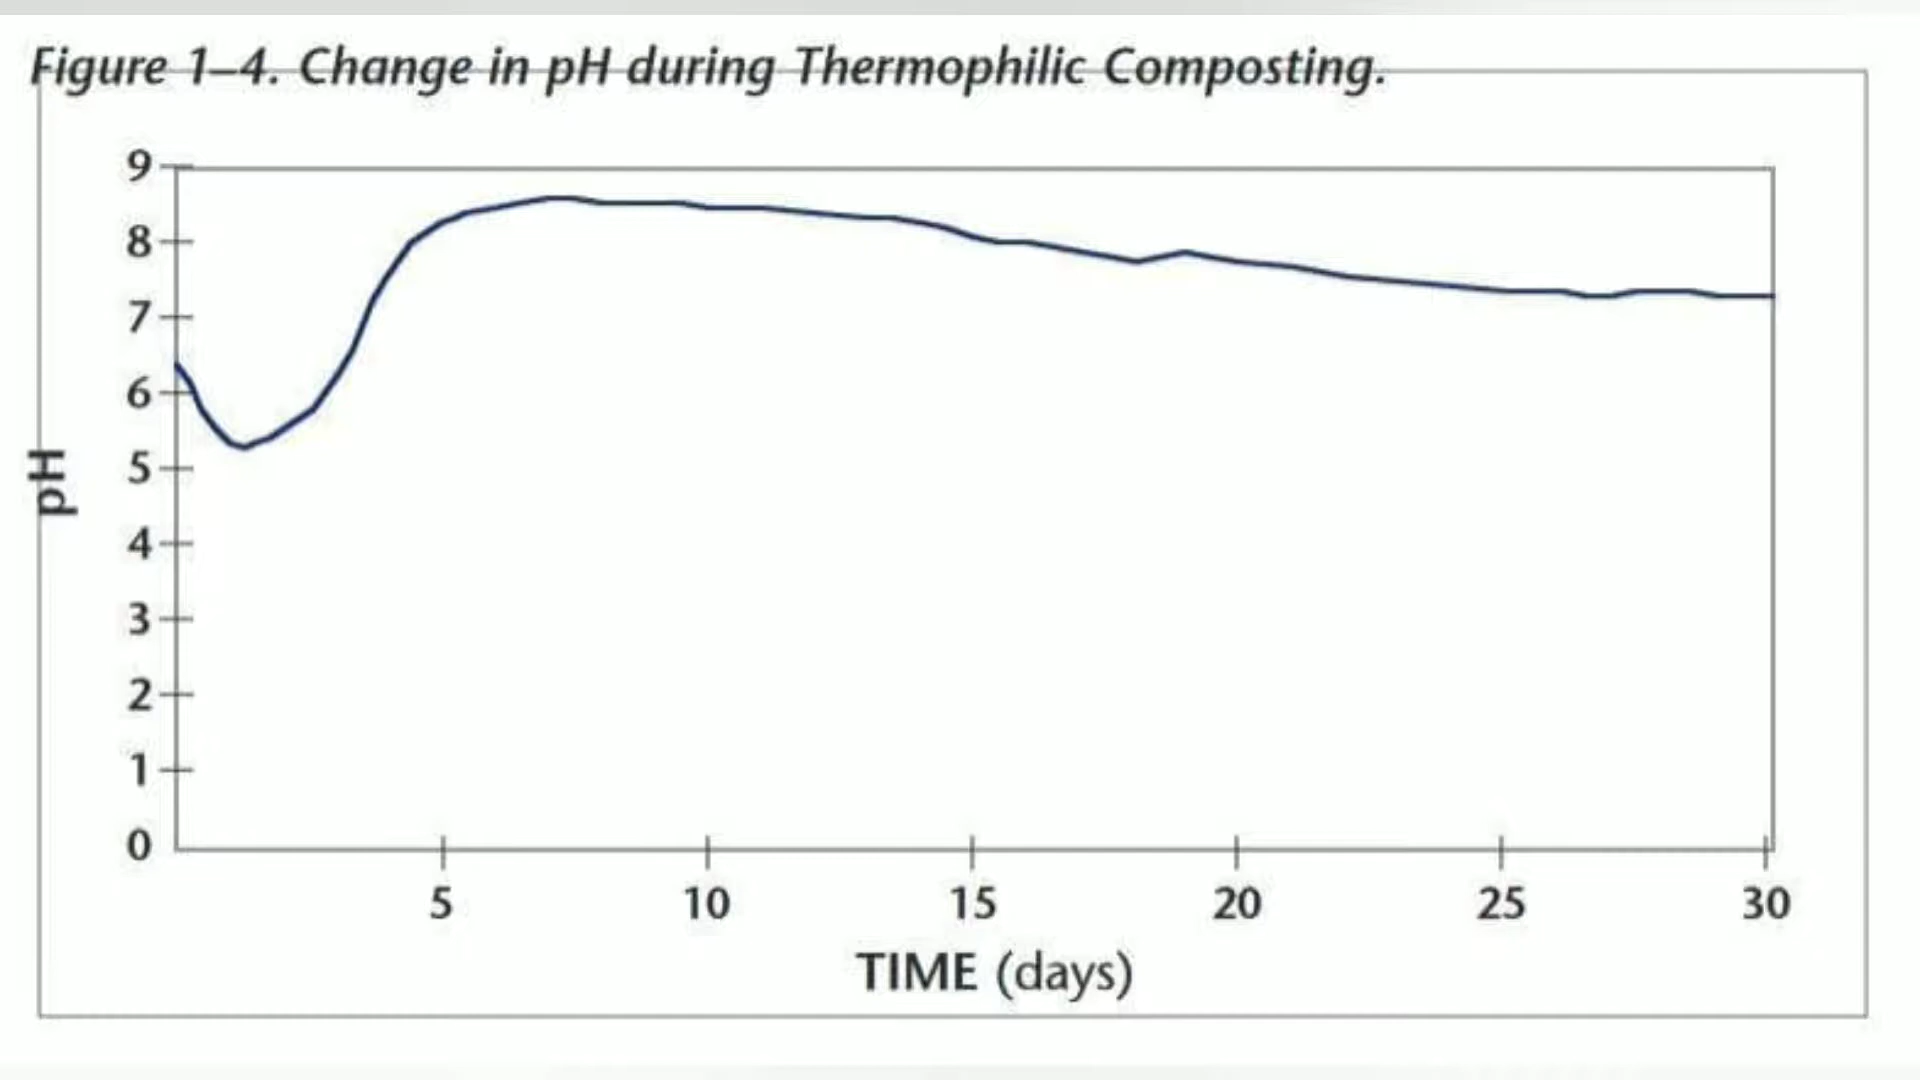 Figure 1–4. Change in pH during Thermophilic Composting.
9
8
7
6
5
4
3
2
1
0
pH
5 10 15 20 25 30
TIME (days)